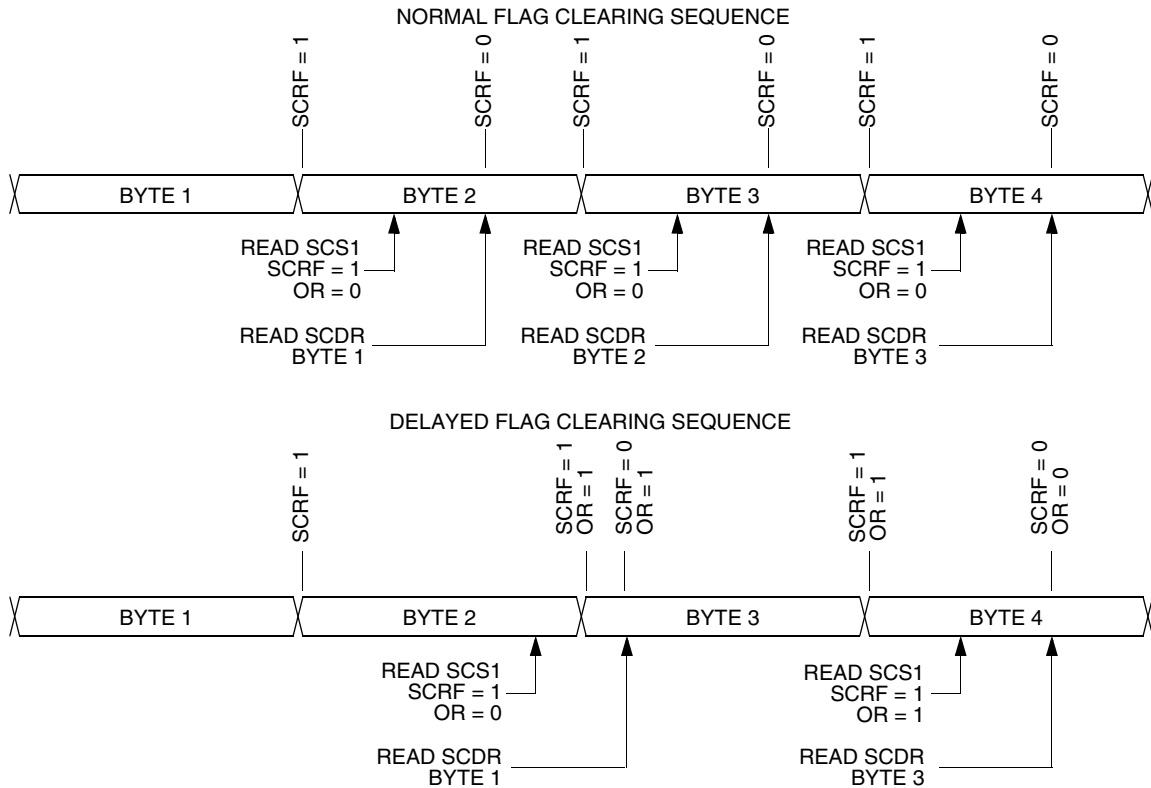 NORMAL FLAG CLEARING SEQUENCE
SCRF = 1
SCRF = 0
SCRF = 1
SCRF = 0
SCRF = 1
SCRF = 0
BYTE 1
BYTE 2
BYTE 3
BYTE 4
READ SCS1
SCRF = 1
OR = 0
READ SCS1
SCRF = 1
OR = 0
READ SCS1
SCRF = 1
OR = 0
READ SCDR
BYTE 1
READ SCDR
BYTE 2
READ SCDR
BYTE 3
DELAYED FLAG CLEARING SEQUENCE
SCRF = 1
SCRF = 1
OR = 1
SCRF = 0
OR = 1
SCRF = 1
OR = 1
SCRF = 0
OR = 0
BYTE 1
BYTE 2
BYTE 3
BYTE 4
READ SCS1
SCRF = 1
OR = 0
READ SCS1
SCRF = 1
OR = 1
READ SCDR
BYTE 1
READ SCDR
BYTE 3